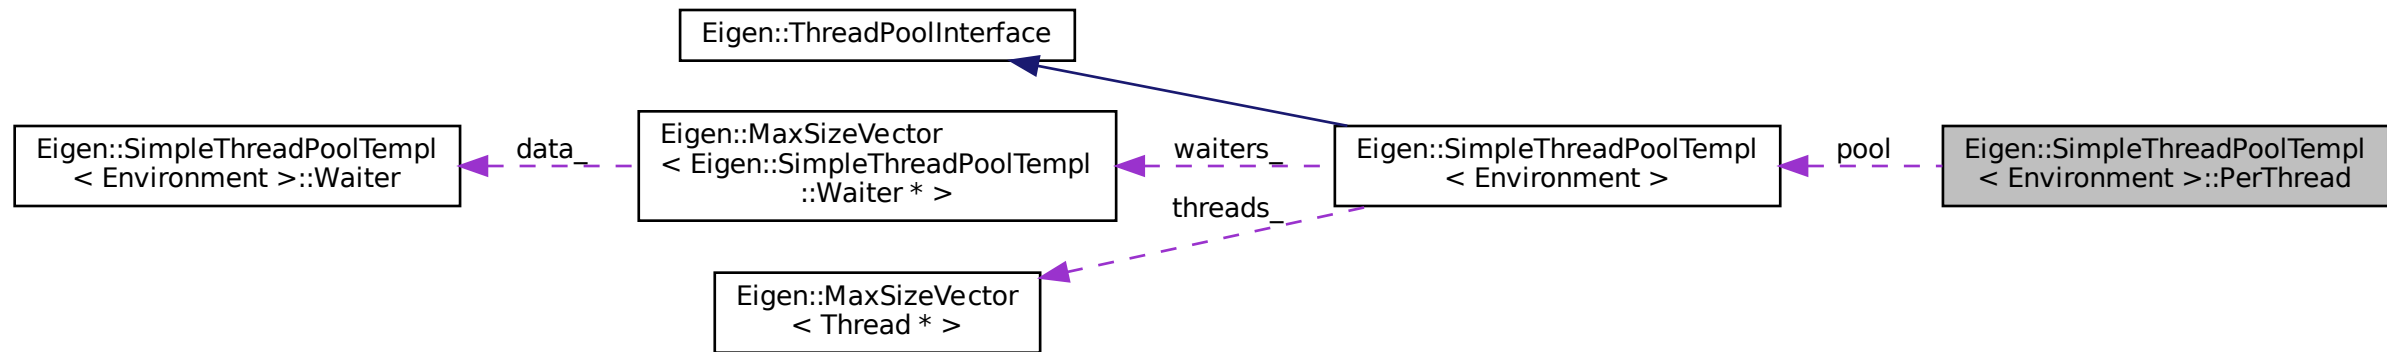 Eigen::ThreadPoolInterface
Eigen::SimpleThreadPoolTempl
< Environment >::Waiter
data_
Eigen::MaxSizeVector
< Eigen::SimpleThreadPoolTempl
::Waiter * >
waiters_
threads_
Eigen::SimpleThreadPoolTempl
< Environment >
pool
Eigen::SimpleThreadPoolTempl
< Environment >::PerThread
Eigen::MaxSizeVector
< Thread * >